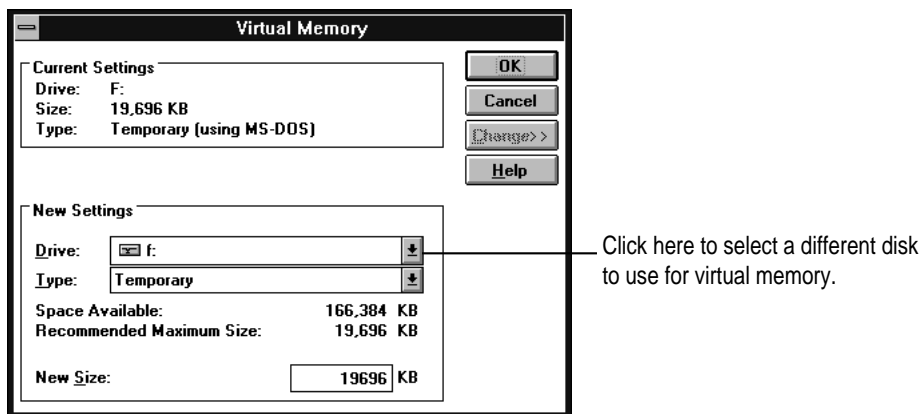 Virtual Memory
Current Settings
Drive: F:
Size: 19,696 KB
Type: Temporary (using MS-DOS)
OK
Cancel
Change>>
Help
New Settings
Drive: f:
Type: Temporary
Space Available: 166,384 KB
Recommended Maximum Size: 19,696 KB
New Size: 19696 KB
Click here to select a different disk
to use for virtual memory.